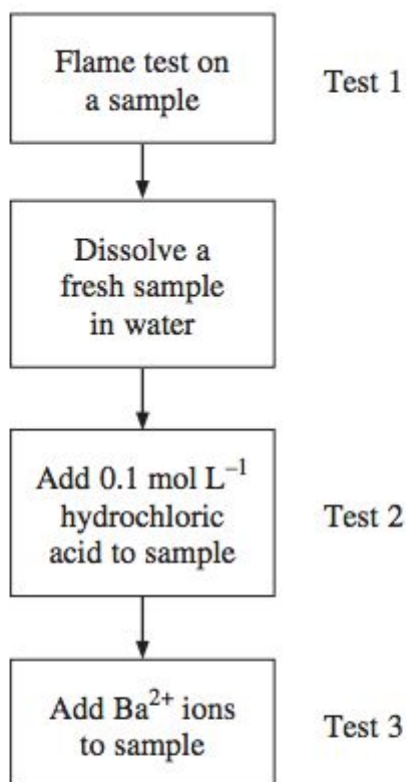 Flame test on
a sample
Test 1
Dissolve a
fresh sample
in water
Add 0.1 mol L⁻¹
hydrochloric
acid to sample
Test 2
Add Ba²⁺ ions
to sample
Test 3